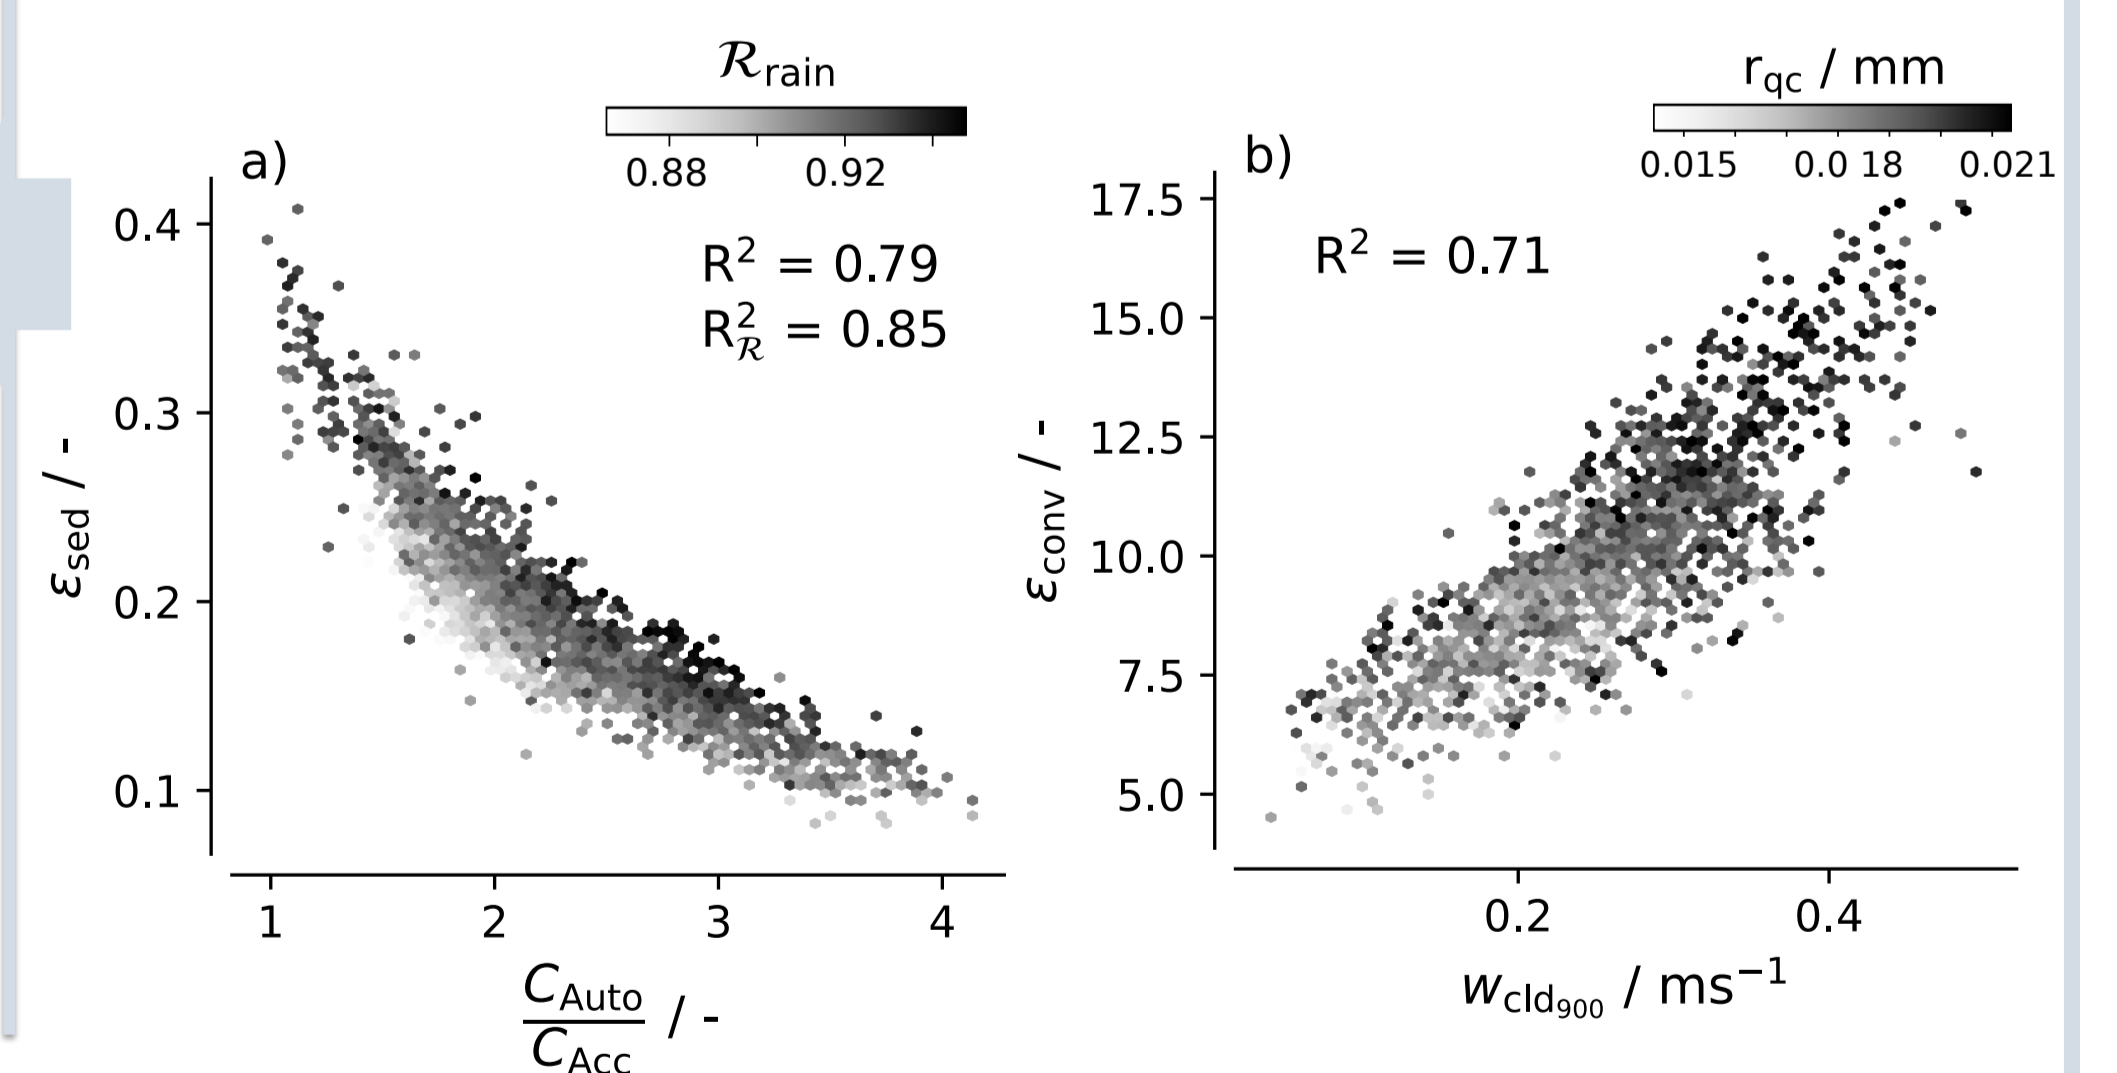 a)
ℛrain
0.88 0.92
R² = 0.79
R²ℛ = 0.85
0.4
0.3
0.2
0.1
εsed / -
1 2 3 4
CAuto
CAcc / -
b)
rqc / mm
0.015 0.0 18 0.021
R² = 0.71
17.5
15.0
12.5
10.0
7.5
5.0
εconv / -
0.2 0.4
wcld900 / ms⁻¹